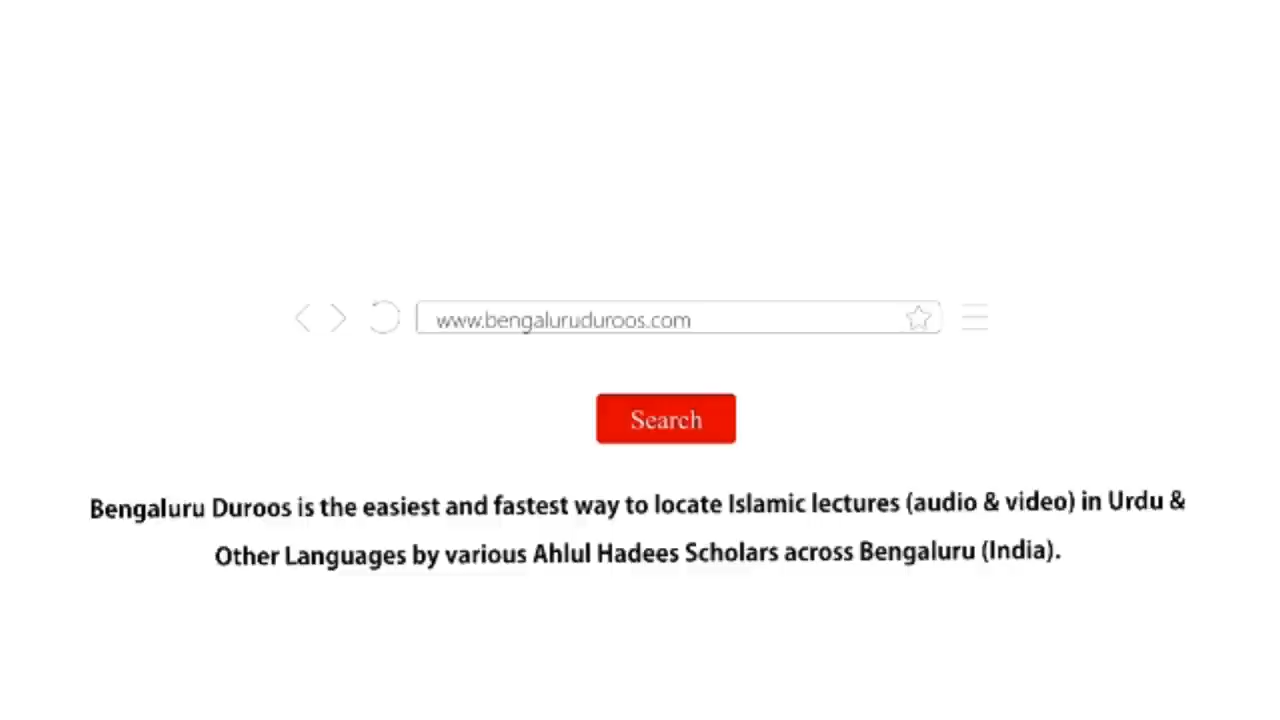 www.bengaluruduroos.com
Search
Bengaluru Duroos is the easiest and fastest way to locate Islamic lectures (audio & video) in Urdu &
Other Languages by various Ahlul Hadees Scholars across Bengaluru (India).